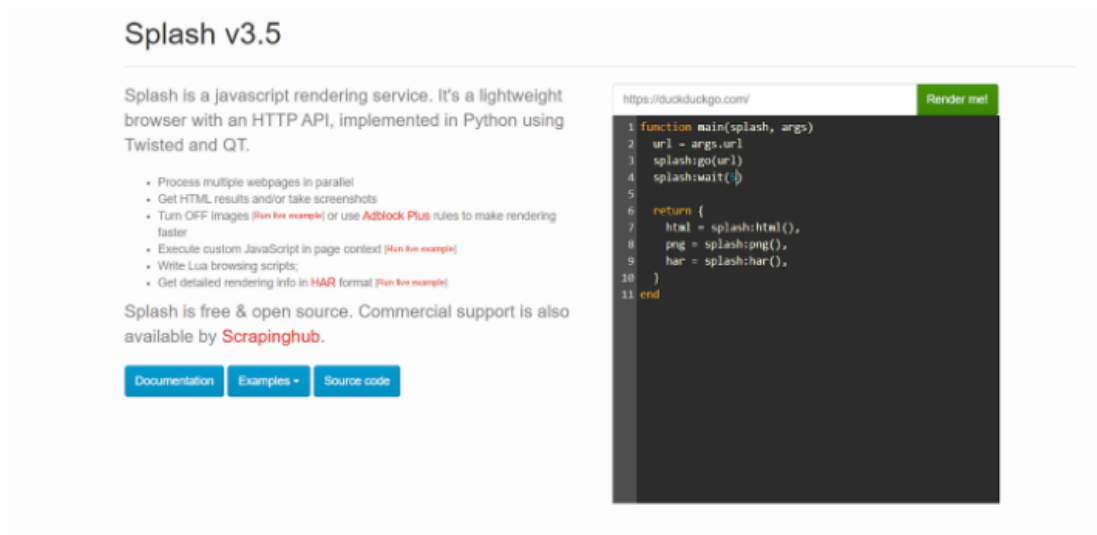 Splash v3.5
Splash is a javascript rendering service. It's a lightweight
browser with an HTTP API, implemented in Python using
Twisted and QT.
• Process multiple webpages in parallel
• Get HTML results and/or take screenshots
• Turn OFF images [Run live example] or use Adblock Plus rules to make rendering
faster
• Execute custom JavaScript in page context [Run live example]
• Write Lua browsing scripts;
• Get detailed rendering info in HAR format [Run live example]
Splash is free & open source. Commercial support is also
available by Scrapinghub.
Documentation Examples Source code
https://duckduckgo.com/ Render me!
1 function main(splash, args)
2 url = args.url
3 splash:go(url)
4 splash:wait(5)
5
6 return {
7 html = splash:html(),
8 png = splash:png(),
9 har = splash:har(),
10 }
11 end